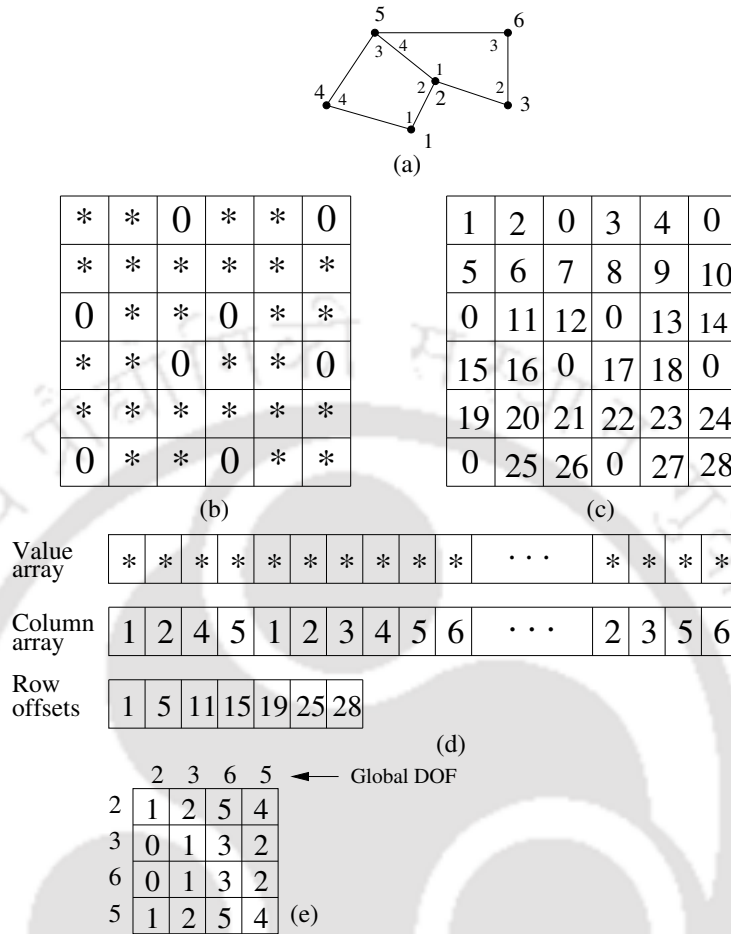 5 6
3 4 3
1
2 2
4 4 2 3
1
1
(a)
* * 0 * * 0
* * * * * *
0 * * 0 * *
* * 0 * * 0
* * * * * *
0 * * 0 * *
(b)
1 2 0 3 4 0
5 6 7 8 9 10
0 11 12 0 13 14
15 16 0 17 18 0
19 20 21 22 23 24
0 25 26 0 27 28
(c)
Value array * * * * * * * * * * · · · * * * *
Column array 1 2 4 5 1 2 3 4 5 6 · · · 2 3 5 6
Row offsets 1 5 11 15 19 25 28
(d)
2 3 6 5 Global DOF
2 1 2 5 4
3 0 1 3 2
6 0 1 3 2
5 1 2 5 4
(e)